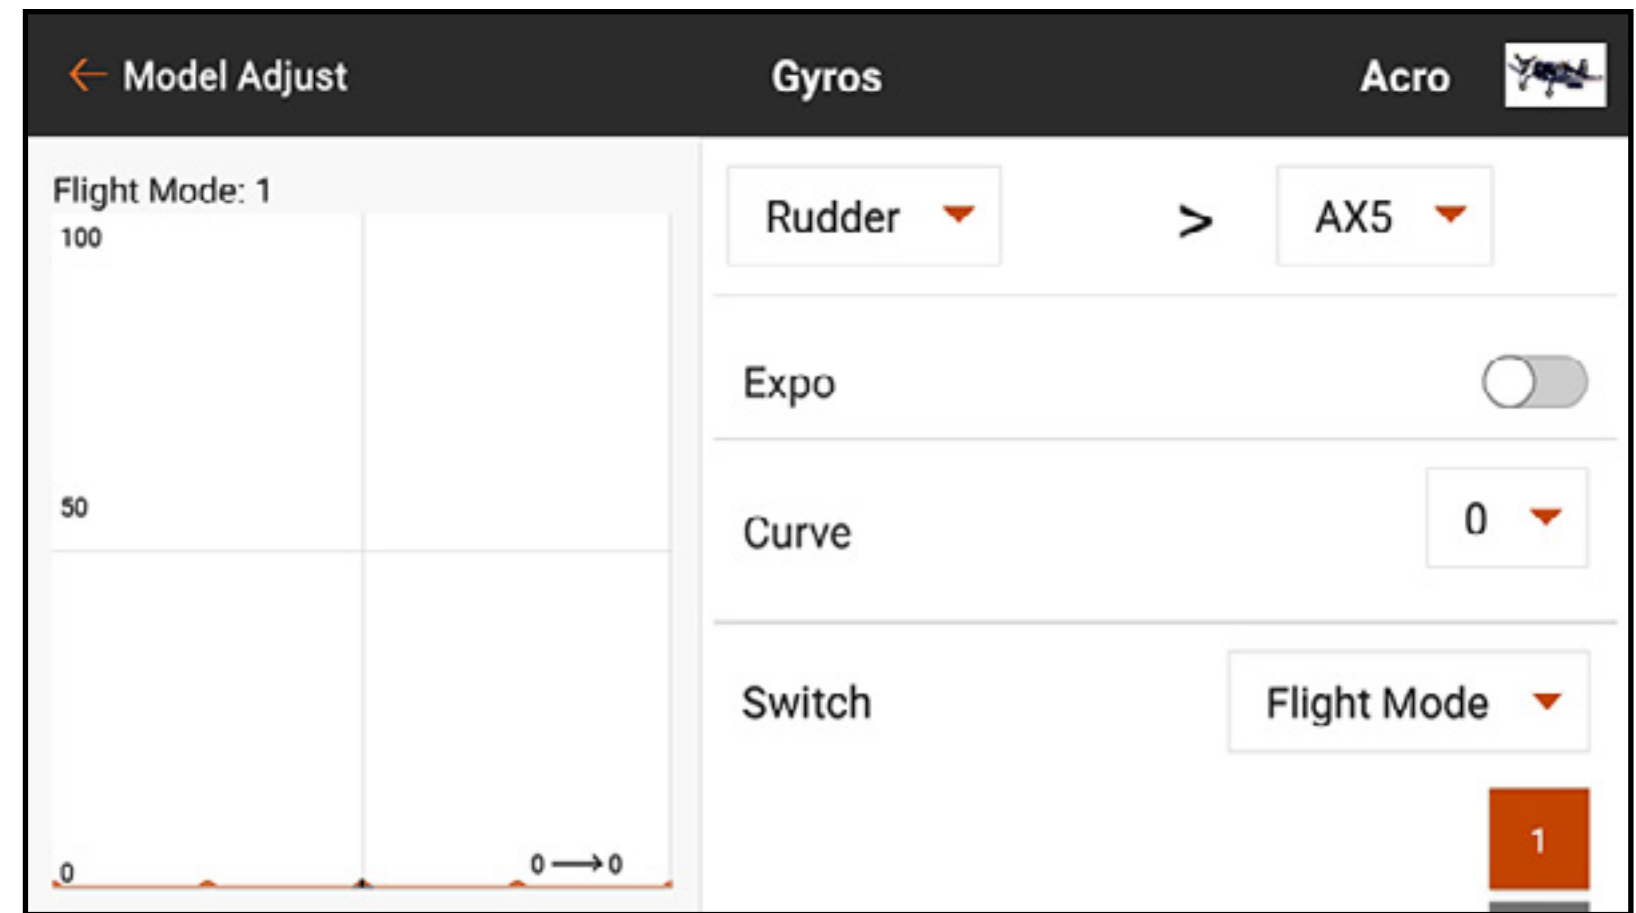 ← Model Adjust Gyros Acro
Flight Mode: 1
100
50
0
0 → 0
Rudder > AX5
Expo
Curve 0
Switch Flight Mode
1